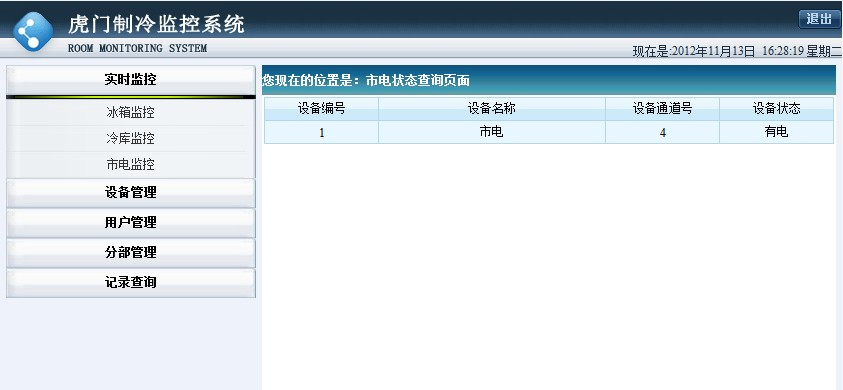 虎门制冷监控系统
退出
ROOM MONITORING SYSTEM
现在是:2012年11月13日 16:28:19 星期二
实时监控
您现在的位置是：市电状态查询页面
冰箱监控
冷库监控
市电监控
设备管理
用户管理
分部管理
记录查询
设备编号 设备名称 设备通道号 设备状态
1 市电 4 有电